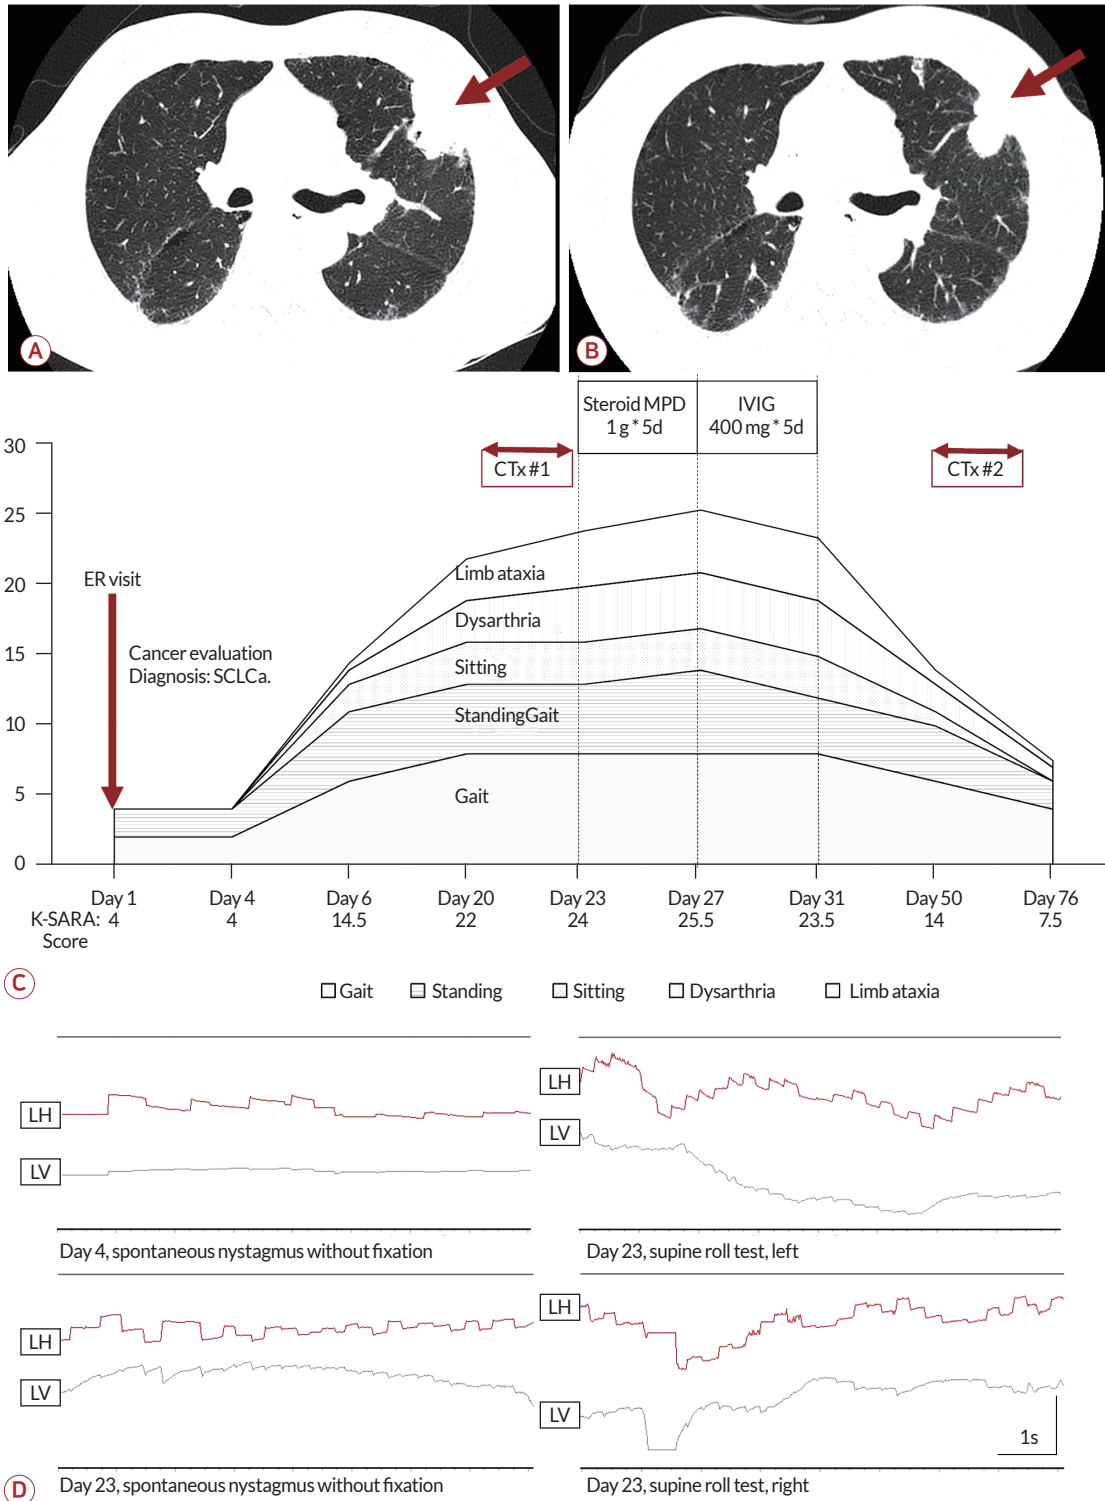 A
B
Steroid MPD
1 g * 5d
IVIG
400 mg * 5d
CTx #1
CTx #2
30
25
20
15
10
5
0
ER visit
Cancer evaluation
Diagnosis: SCLCa.
Limb ataxia
Dysarthria
Sitting
StandingGait
Gait
Day 1 Day 4 Day 6 Day 20 Day 23 Day 27 Day 31 Day 50 Day 76
K-SARA: 4 4 14.5 22 24 25.5 23.5 14 7.5
Score
C
Gait Standing Sitting Dysarthria Limb ataxia
LH
LV
Day 4, spontaneous nystagmus without fixation
LH
LV
Day 23, supine roll test, left
LH
LV
Day 23, spontaneous nystagmus without fixation
LH
LV
1s
Day 23, supine roll test, right
D